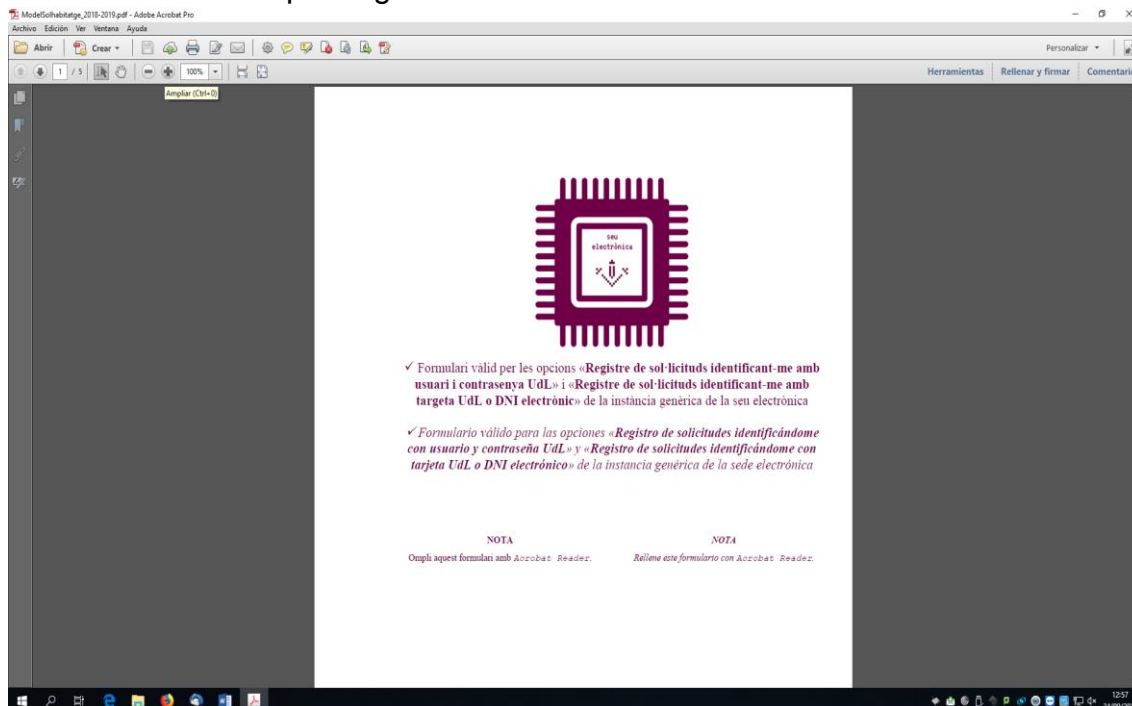 ModelSolhabitatge_2018-2019.pdf - Adobe Acrobat Pro
Archivo Edición Ver Ventana Ayuda
Abrir Crear Personalizar
1 / 5 100% Herramientas Rellenar y firmar Comentari
Ampliar (Ctrl+0)
seu
electrònica
✓ Formulari vàlid per les opcions «Registre de sol·licituds identificant-me amb
usuari i contrasenya UdL» i «Registre de sol·licituds identificant-me amb
targeta UdL o DNI electrònic» de la instància genèrica de la seu electrònica
✓ Formulario válido para las opciones «Registro de solicitudes identificándome
con usuario y contraseña UdL» y «Registro de solicitudes identificándome con
tarjeta UdL o DNI electrónico» de la instancia genérica de la sede electrónica
NOTA
Ompli aquest formulari amb Acrobat Reader.
NOTA
Rellene este formulario con Acrobat Reader.
12:57